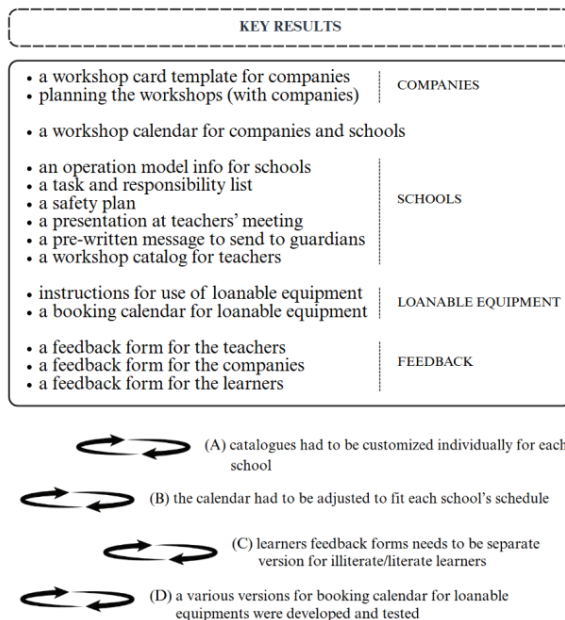 KEY RESULTS
• a workshop card template for companies
• planning the workshops (with companies)
COMPANIES
• a workshop calendar for companies and schools
• an operation model info for schools
• a task and responsibility list
• a safety plan
• a presentation at teachers' meeting
• a pre-written message to send to guardians
• a workshop catalog for teachers
SCHOOLS
• instructions for use of loanable equipment
• a booking calendar for loanable equipment
LOANABLE EQUIPMENT
• a feedback form for the teachers
• a feedback form for the companies
• a feedback form for the learners
FEEDBACK
(A) catalogues had to be customized individually for each
school
(B) the calendar had to be adjusted to fit each school's schedule
(C) learners feedback forms needs to be separate
version for illiterate/literate learners
(D) a various versions for booking calendar for loanable
equipments were developed and tested